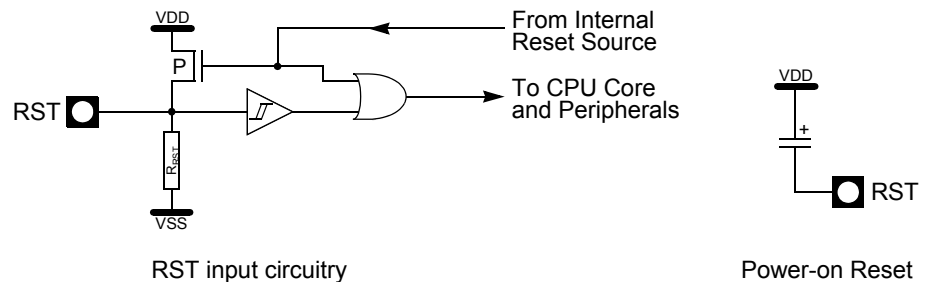 VDD
From Internal
Reset Source
P
To CPU Core
and Peripherals
RST
RRST
VSS
VDD
+
RST
RST input circuitry
Power-on Reset